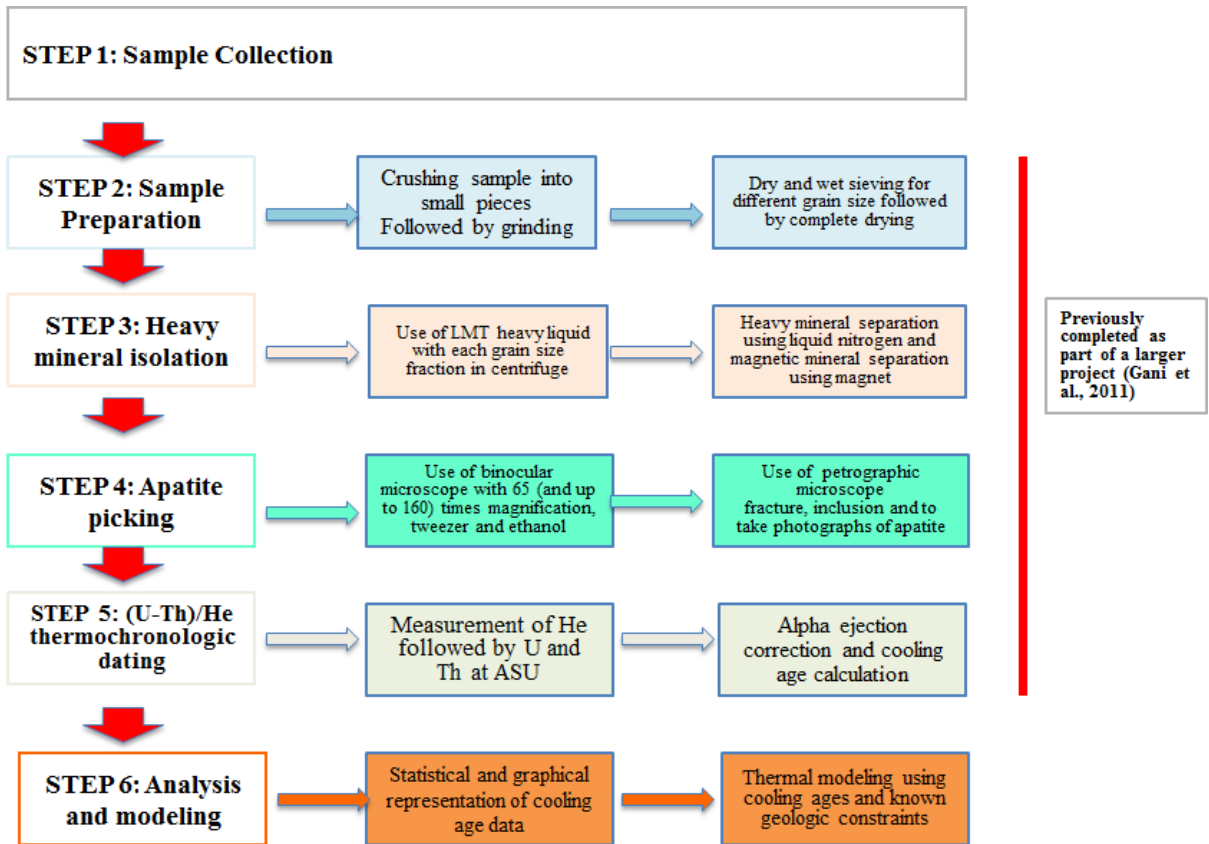 STEP 1: Sample Collection
STEP 2: Sample
Preparation
Crushing sample into
small pieces
Followed by grinding
Dry and wet sieving for
different grain size followed
by complete drying
STEP 3: Heavy
mineral isolation
Use of LMT heavy liquid
with each grain size
fraction in centrifuge
Heavy mineral separation
using liquid nitrogen and
magnetic mineral separation
using magnet
Previously
completed as
part of a larger
project (Gani et
al., 2011)
STEP 4: Apatite
picking
Use of binocular
microscope with 65 (and up
to 160) times magnification,
tweezer and ethanol
Use of petrographic
microscope
fracture, inclusion and to
take photographs of apatite
STEP 5: (U-Th)/He
thermochronologic
dating
Measurement of He
followed by U and
Th at ASU
Alpha ejection
correction and cooling
age calculation
STEP 6: Analysis
and modeling
Statistical and graphical
representation of cooling
age data
Thermal modeling using
cooling ages and known
geologic constraints